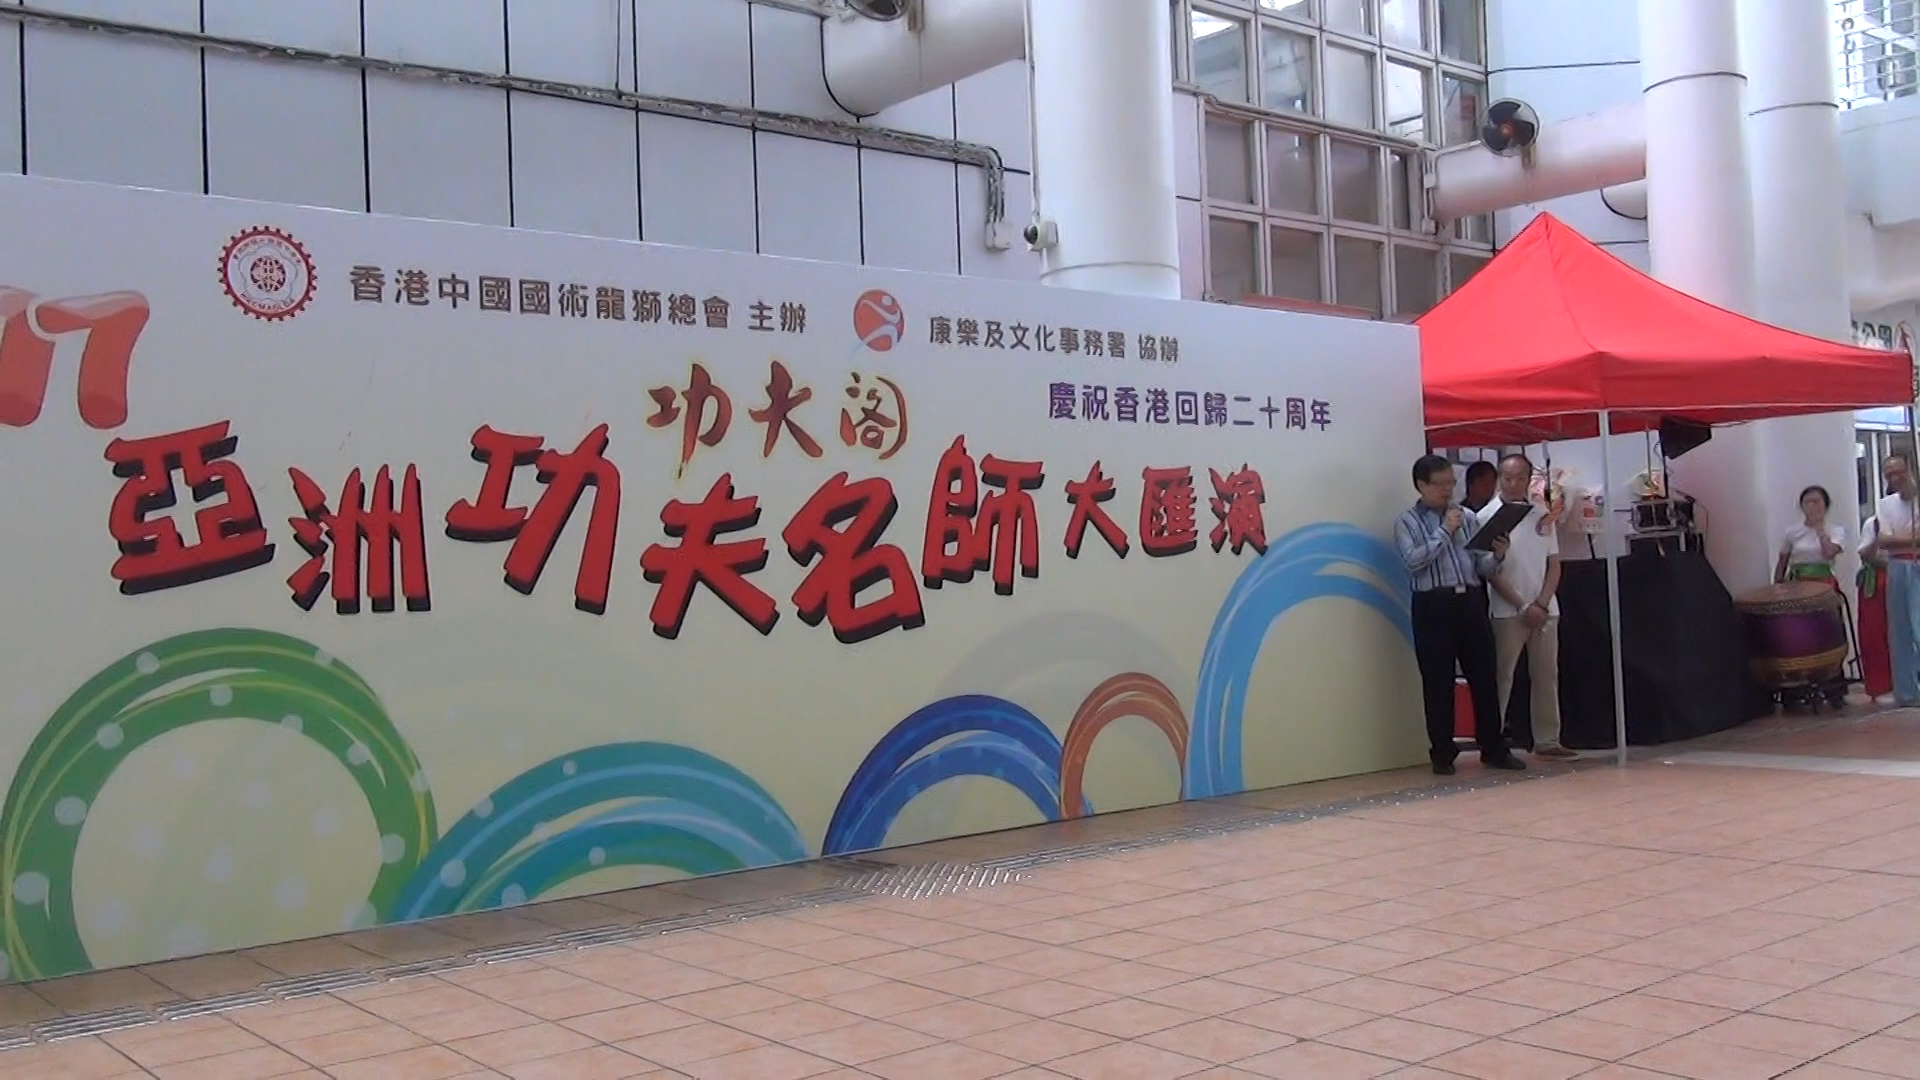 香港中國國術龍獅總會 主辦
康樂及文化事務署 協辦
功夫閣
慶祝香港回歸二十周年
17
亞洲功夫名師大匯演